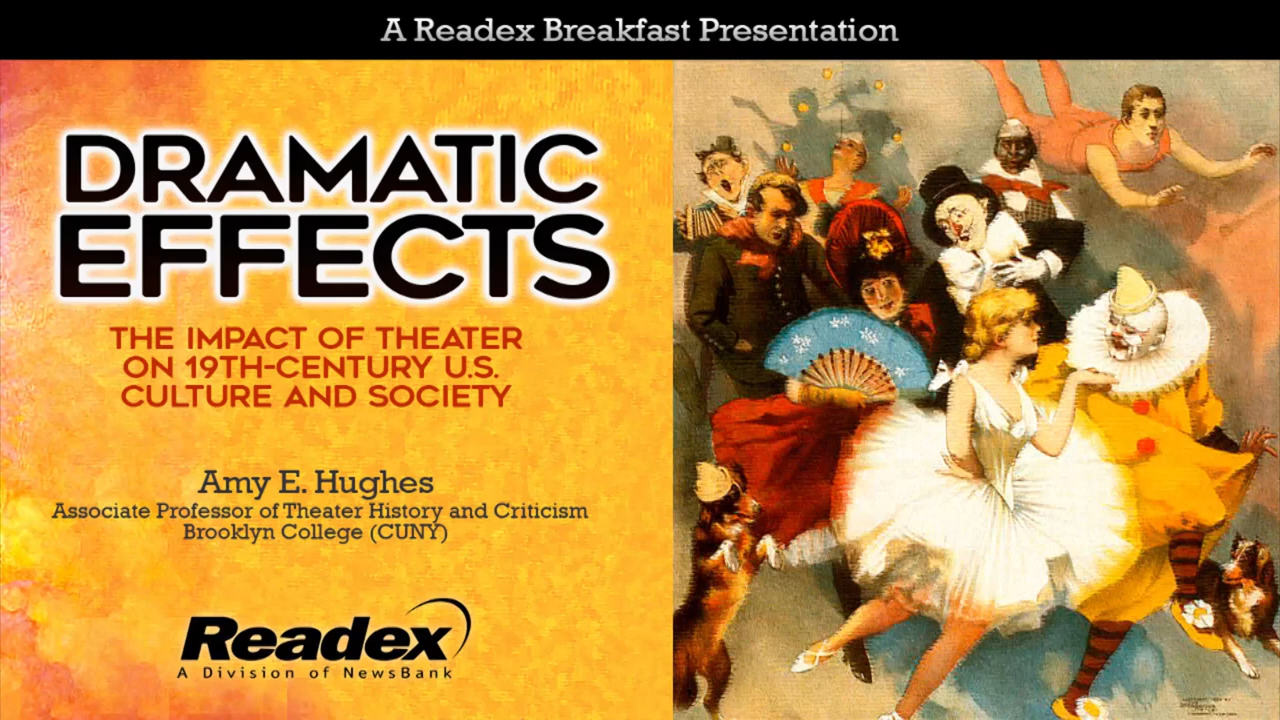 A Readex Breakfast Presentation
DRAMATIC
EFFECTS
THE IMPACT OF THEATER
ON 19TH-CENTURY U.S.
CULTURE AND SOCIETY
Amy E. Hughes
Associate Professor of Theater History and Criticism
Brooklyn College (CUNY)
Readex
A Division of NewsBank